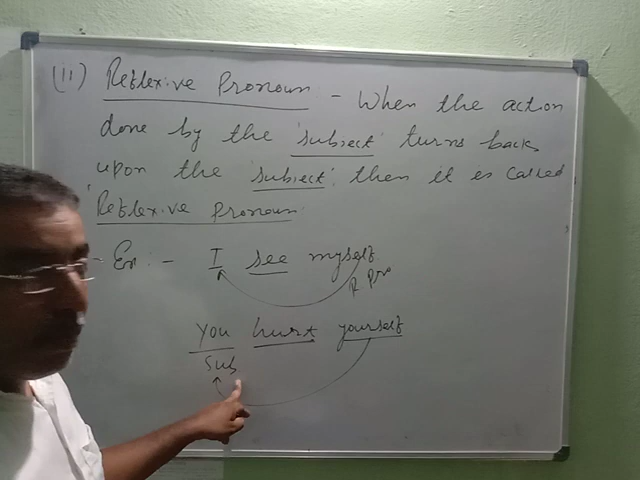 (ii) Reflexive Pronoun - When the action
done by the 'subject' turns back
upon the 'subject', then it is called
'Reflexive Pronoun.
- Ex :- I see myself.
R Pro
You hurt yourself
Sub